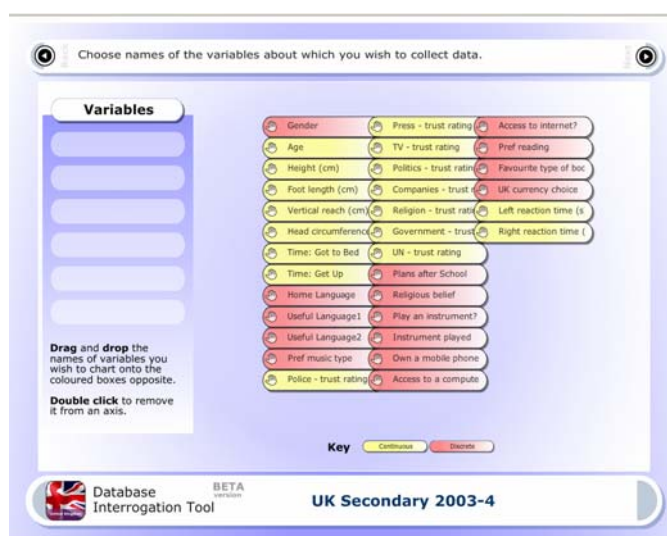 Back
Choose names of the variables about which you wish to collect data.
Next
Variables
Drag and drop the
names of variables you
wish to chart onto the
coloured boxes opposite.
Double click to remove
it from an axis.
Gender
Age
Height (cm)
Foot length (cm)
Vertical reach (cm)
Head circumference
Time: Got to Bed
Time: Get Up
Home Language
Useful Language1
Useful Language2
Pref music type
Police - trust rating
Press - trust rating
TV - trust rating
Politics - trust ratin
Companies - trust r
Religion - trust rati
Government - trust
UN - trust rating
Plans after School
Religious belief
Play an instrument?
Instrument played
Own a mobile phone
Access to a compute
Access to internet?
Pref reading
Favourite type of boo
UK currency choice
Left reaction time (s
Right reaction time (
Key Continuous Discrete
Database BETA
Interrogation Tool version
UK Secondary 2003-4